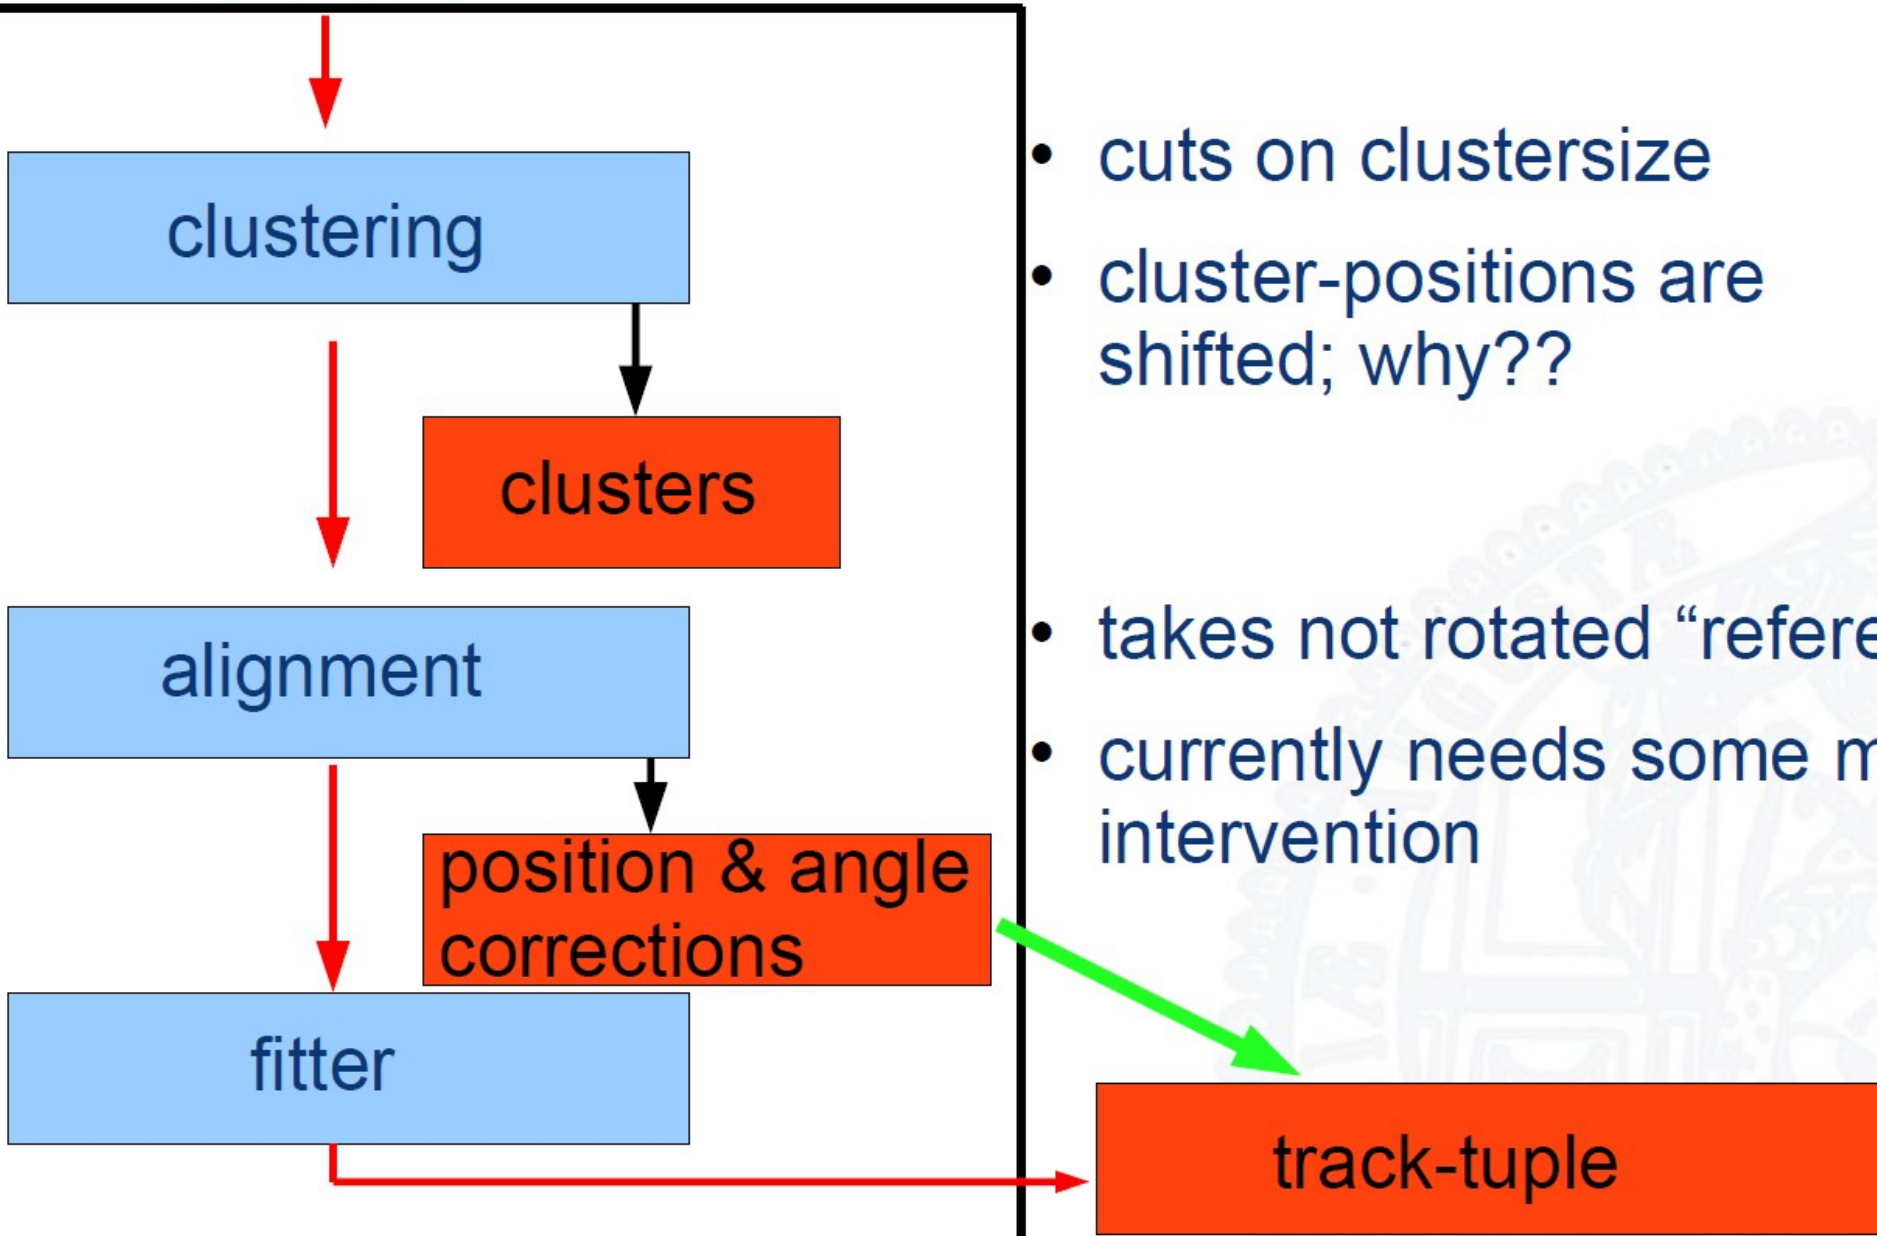 clustering
• cuts on clustersize
• cluster-positions are
shifted; why??
clusters
alignment
• takes not rotated “refere
• currently needs some m
intervention
position & angle
corrections
fitter
track-tuple